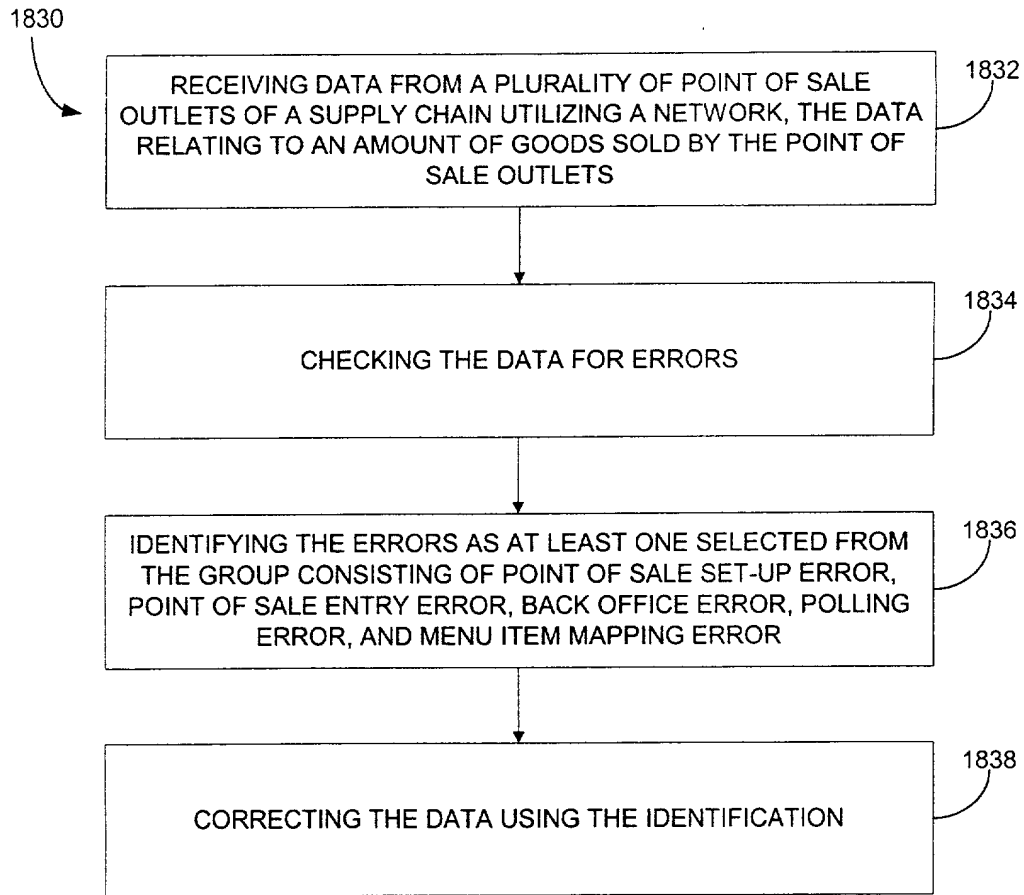 1830
RECEIVING DATA FROM A PLURALITY OF POINT OF SALE
OUTLETS OF A SUPPLY CHAIN UTILIZING A NETWORK, THE DATA
RELATING TO AN AMOUNT OF GOODS SOLD BY THE POINT OF
SALE OUTLETS
1832
CHECKING THE DATA FOR ERRORS
1834
IDENTIFYING THE ERRORS AS AT LEAST ONE SELECTED FROM
THE GROUP CONSISTING OF POINT OF SALE SET-UP ERROR,
POINT OF SALE ENTRY ERROR, BACK OFFICE ERROR, POLLING
ERROR, AND MENU ITEM MAPPING ERROR
1836
CORRECTING THE DATA USING THE IDENTIFICATION
1838